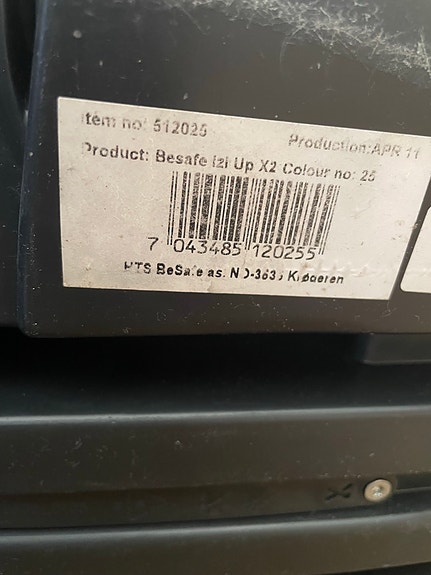 Item no: 512025
Production:APR 11
Product: Besafe Izi Up X2 Colour no: 25
7 043485 120255
HTS BeSafe as. Krøderen